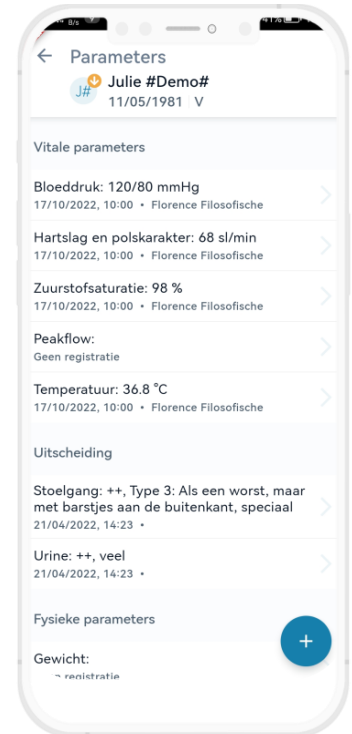 B/s
41%
Parameters
J#
Julie #Demo#
11/05/1981 V
Vitale parameters
Bloeddruk: 120/80 mmHg
17/10/2022, 10:00 • Florence Filosofische
Hartslag en polskarakter: 68 sl/min
17/10/2022, 10:00 • Florence Filosofische
Zuurstofsaturatie: 98 %
17/10/2022, 10:00 • Florence Filosofische
Peakflow:
Geen registratie
Temperatuur: 36.8 °C
17/10/2022, 10:00 • Florence Filosofische
Uitscheiding
Stoelgang: ++, Type 3: Als een worst, maar
met barstjes aan de buitenkant, speciaal
21/04/2022, 14:23 •
Urine: ++, veel
21/04/2022, 14:23 •
Fysieke parameters
Gewicht:
registratie
+